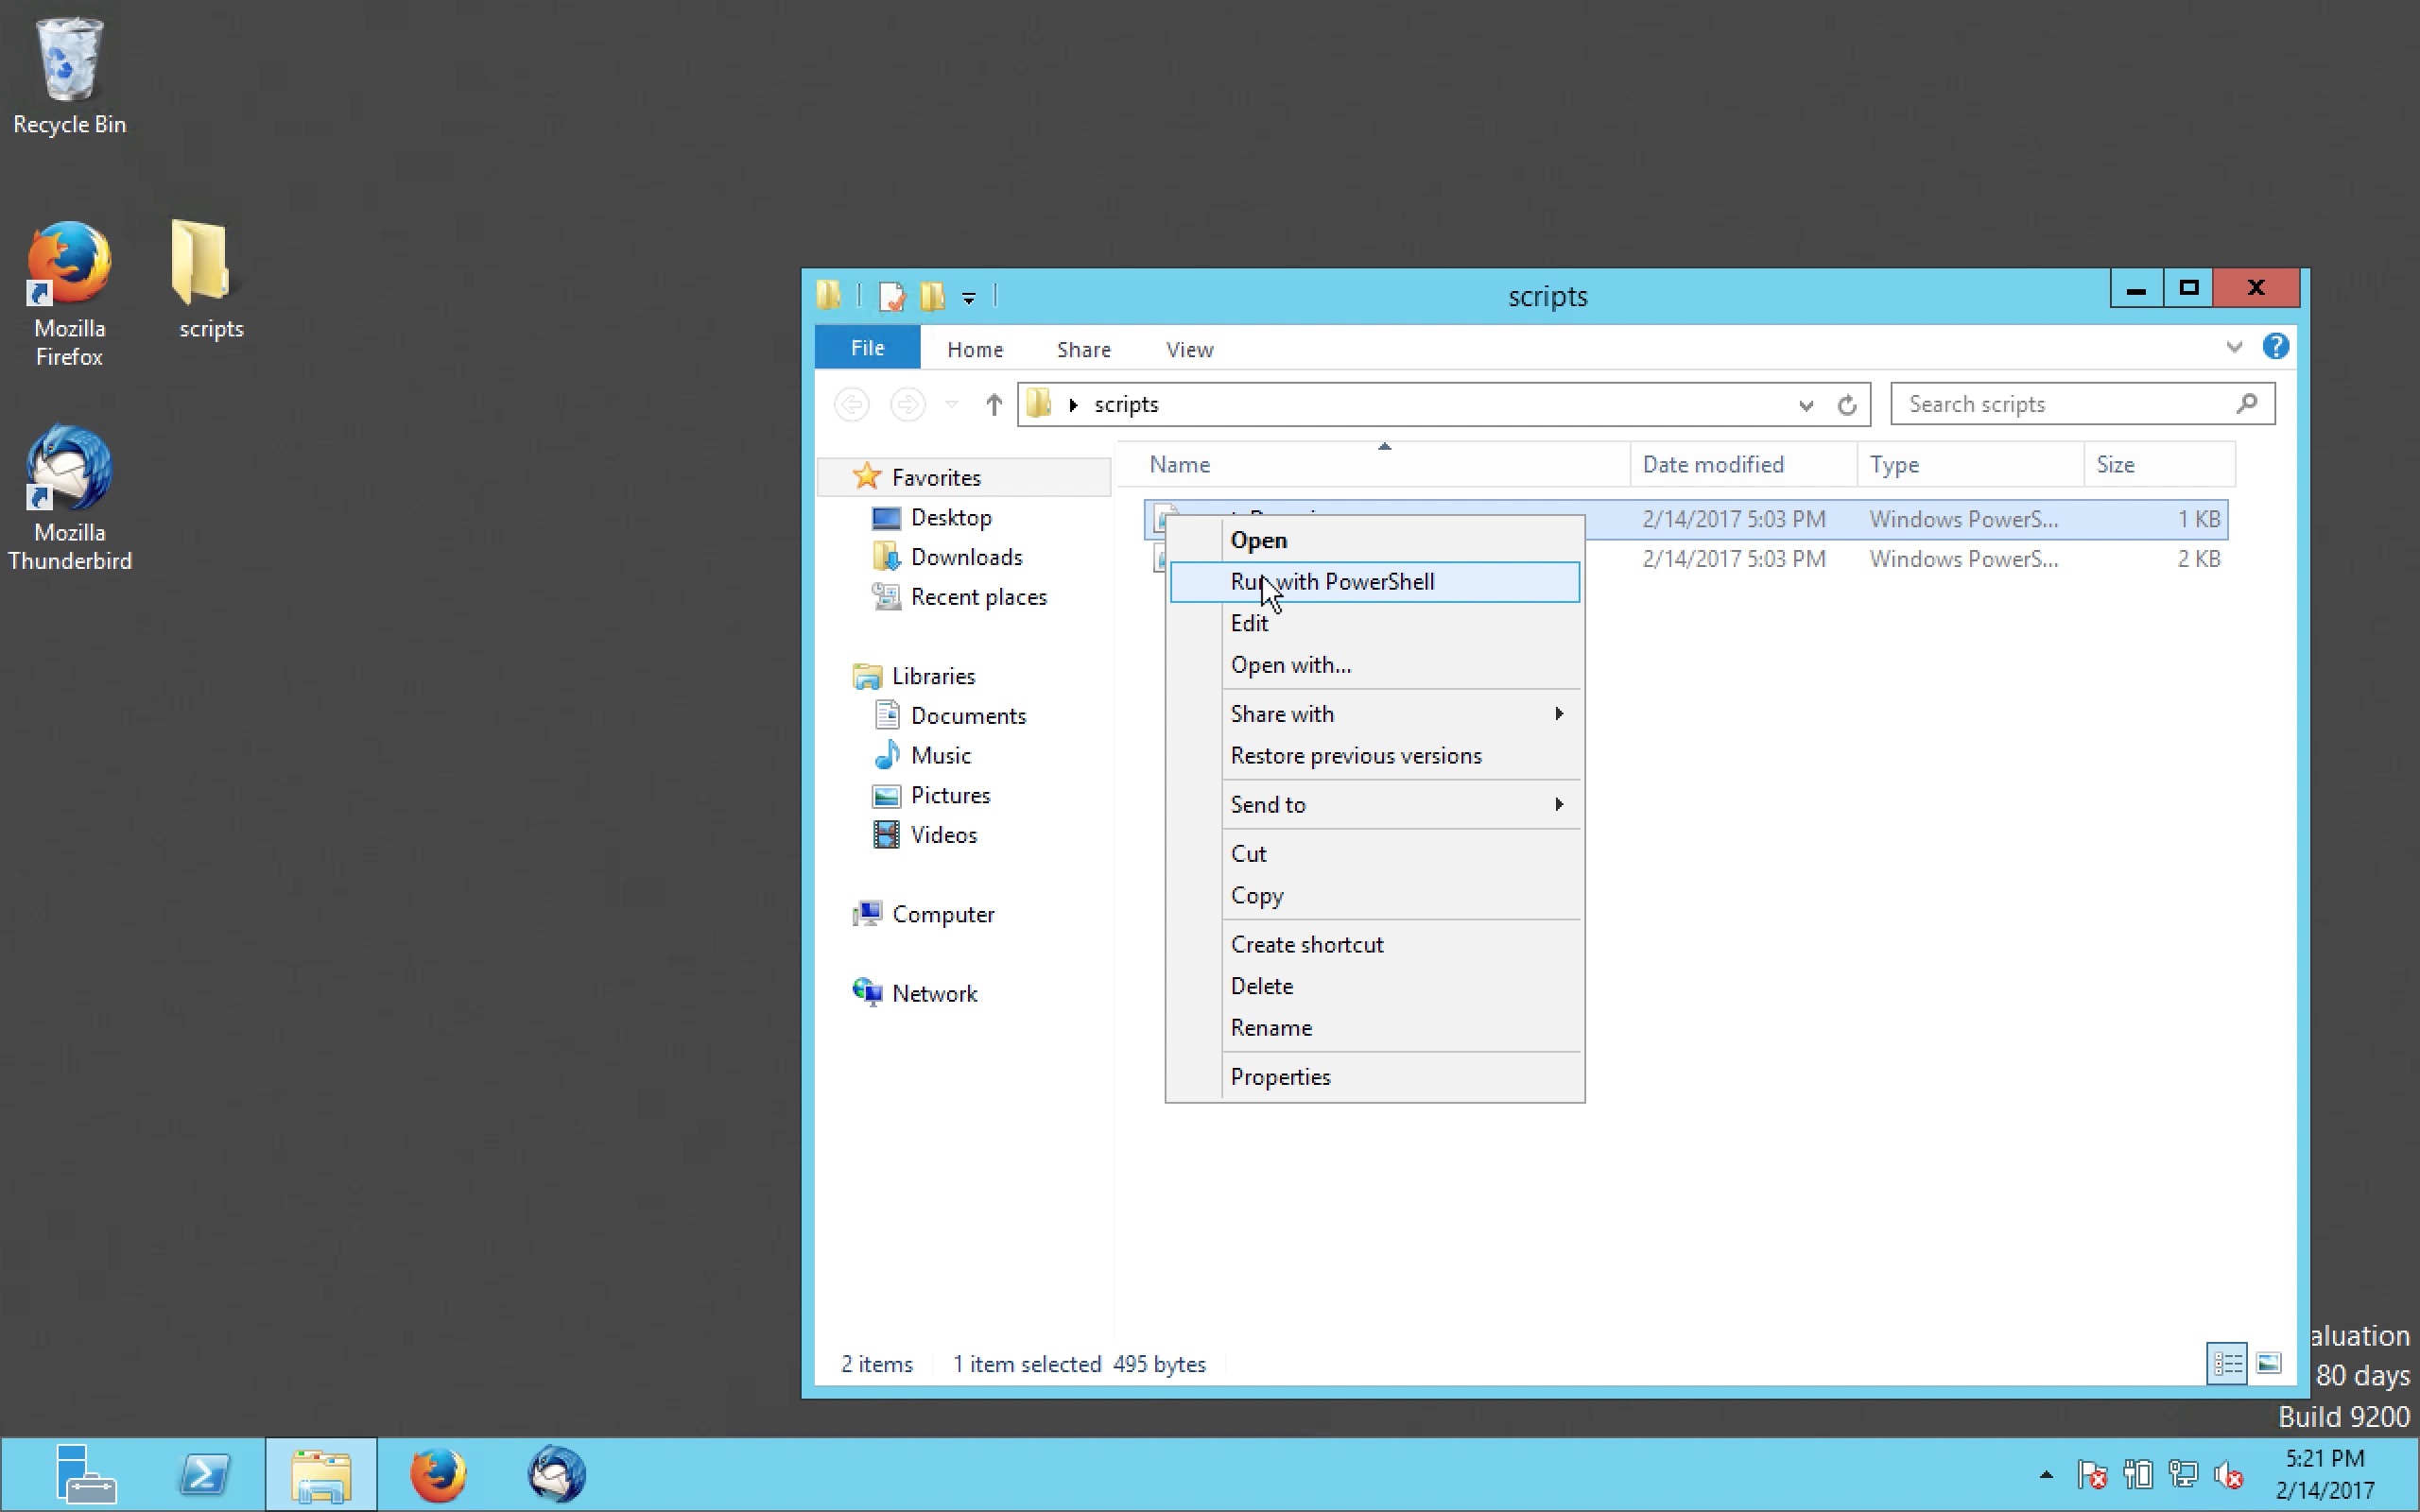 Recycle Bin
Mozilla
Firefox
scripts
Mozilla
Thunderbird
scripts
File
Home
Share
View
scripts
Search scripts
Name
Date modified
Type
Size
2/14/2017 5:03 PM
Windows PowerS...
1 KB
2/14/2017 5:03 PM
Windows PowerS...
2 KB
Favorites
Desktop
Downloads
Recent places
Libraries
Documents
Music
Pictures
Videos
Computer
Network
Open
Run with PowerShell
Edit
Open with...
Share with
Restore previous versions
Send to
Cut
Copy
Create shortcut
Delete
Rename
Properties
2 items
1 item selected 495 bytes
aluation
80 days
Build 9200
5:21 PM
2/14/2017